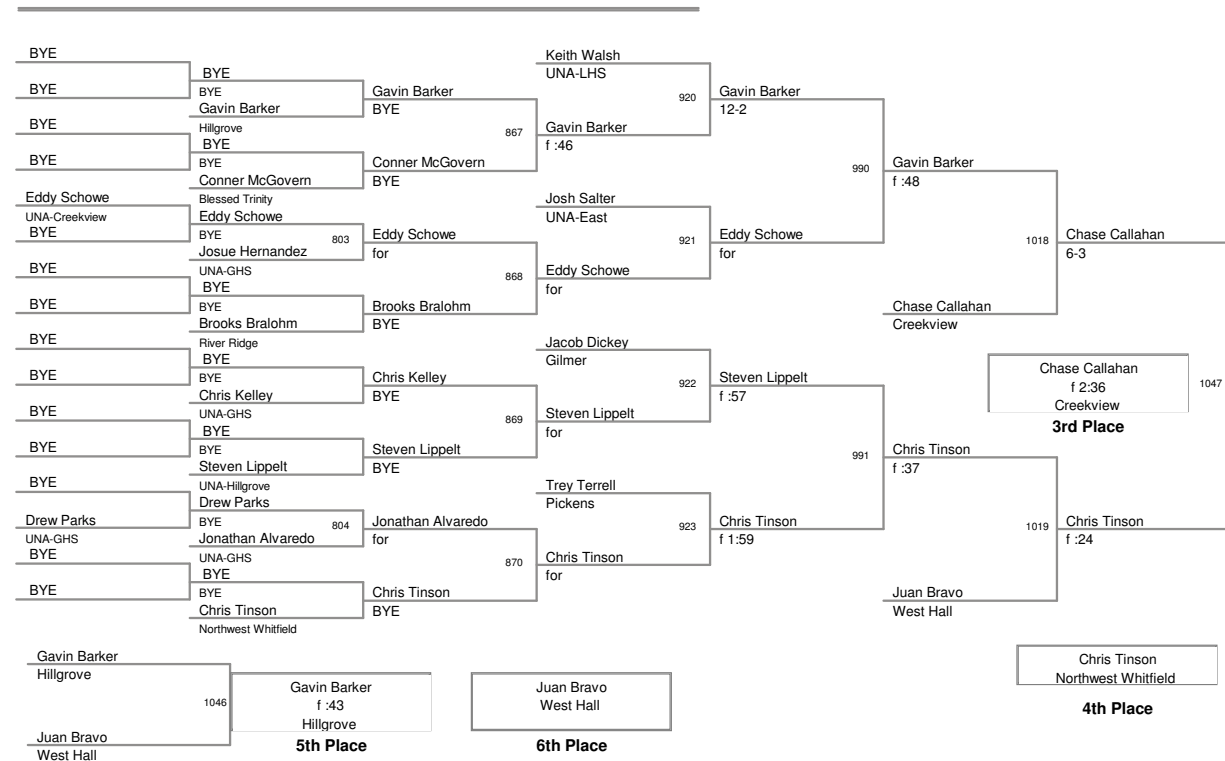 BYE
BYE
BYE
BYE
Eddy Schowe
UNA-Creekview
BYE
BYE
BYE
BYE
BYE
BYE
BYE
BYE
Drew Parks
UNA-GHS
BYE
BYE
BYE
BYE
Gavin Barker
Hillgrove
BYE
BYE
Conner McGovern
Blessed Trinity
Eddy Schowe
BYE
803
Josue Hernandez
UNA-GHS
BYE
BYE
Brooks Bralohm
River Ridge
BYE
BYE
Chris Kelley
UNA-GHS
BYE
BYE
Steven Lippelt
UNA-Hillgrove
Drew Parks
BYE
804
Jonathan Alvaredo
UNA-GHS
BYE
BYE
Chris Tinson
Northwest Whitfield
Gavin Barker
BYE
867
Conner McGovern
BYE
Eddy Schowe
for
868
Brooks Bralohm
BYE
Chris Kelley
BYE
869
Steven Lippelt
BYE
Jonathan Alvaredo
for
870
Chris Tinson
BYE
Keith Walsh
UNA-LHS
920
Gavin Barker
f :46
Josh Salter
UNA-East
921
Eddy Schowe
for
Jacob Dickey
Gilmer
922
Steven Lippelt
for
Trey Terrell
Pickens
923
Chris Tinson
for
Gavin Barker
12-2
990
Eddy Schowe
for
Steven Lippelt
f :57
991
Chris Tinson
f 1:59
Gavin Barker
f :48
1018
Chase Callahan
Creekview
Chris Tinson
f :37
1019
Juan Bravo
West Hall
Chase Callahan
6-3
Chris Tinson
f :24
Chase Callahan
f 2:36
Creekview
1047
3rd Place
Chris Tinson
Northwest Whitfield
4th Place
Gavin Barker
Hillgrove
1046
Juan Bravo
West Hall
Gavin Barker
f :43
Hillgrove
5th Place
Juan Bravo
West Hall
6th Place